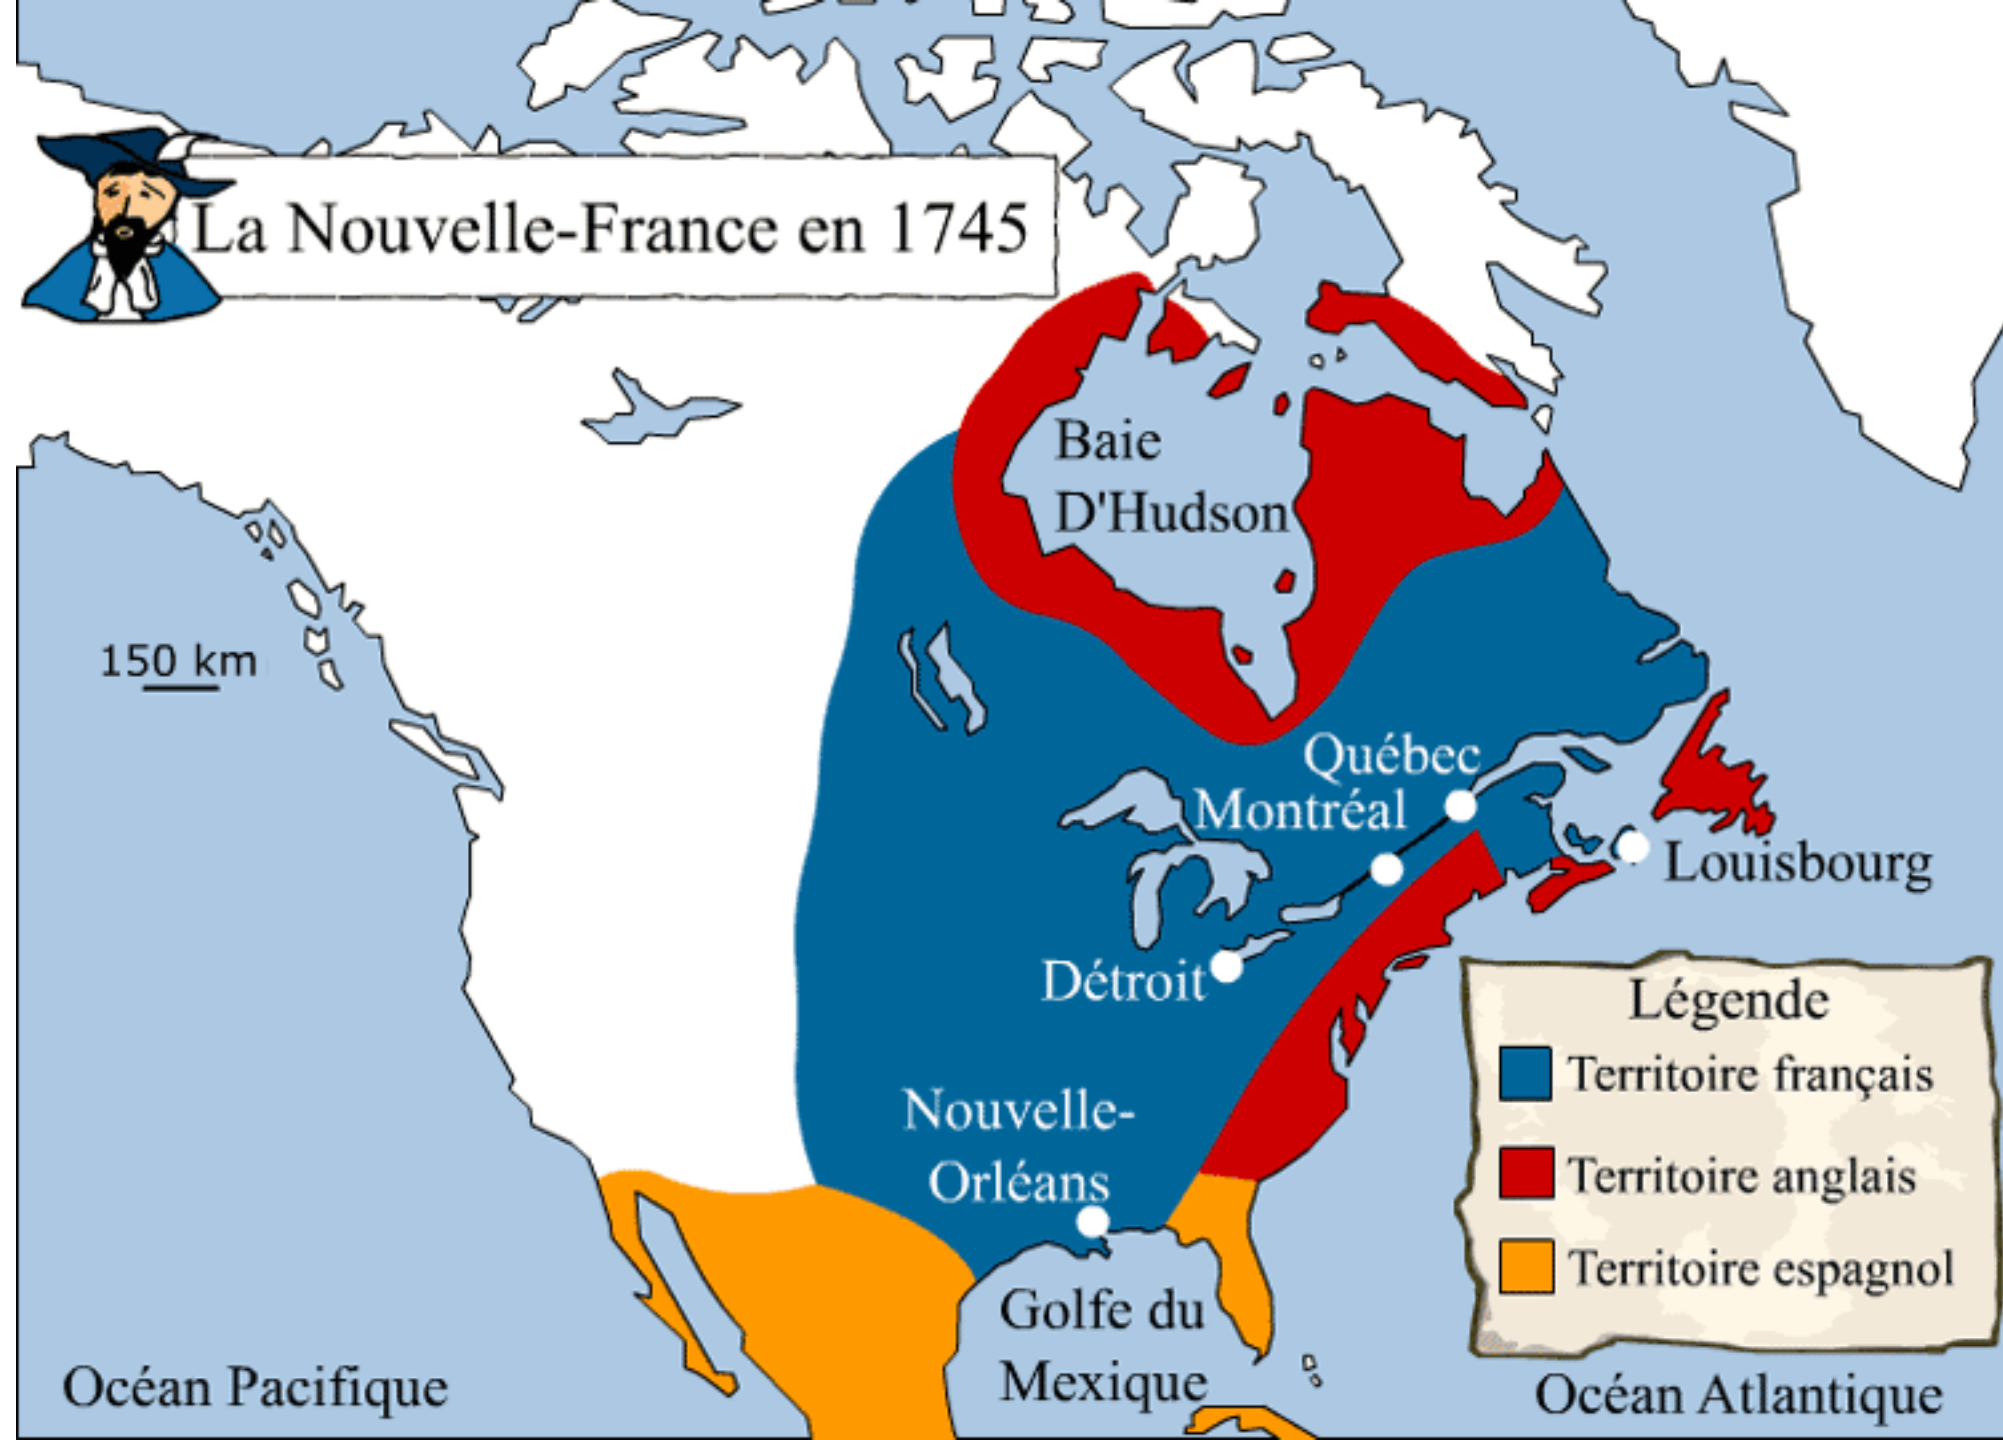 La Nouvelle-France en 1745
Baie
D'Hudson
150 km
Québec
Montréal
Louisbourg
Détroit
Nouvelle-
Orléans
Golfe du
Mexique
Océan Pacifique
Océan Atlantique
Légende
Territoire français
Territoire anglais
Territoire espagnol